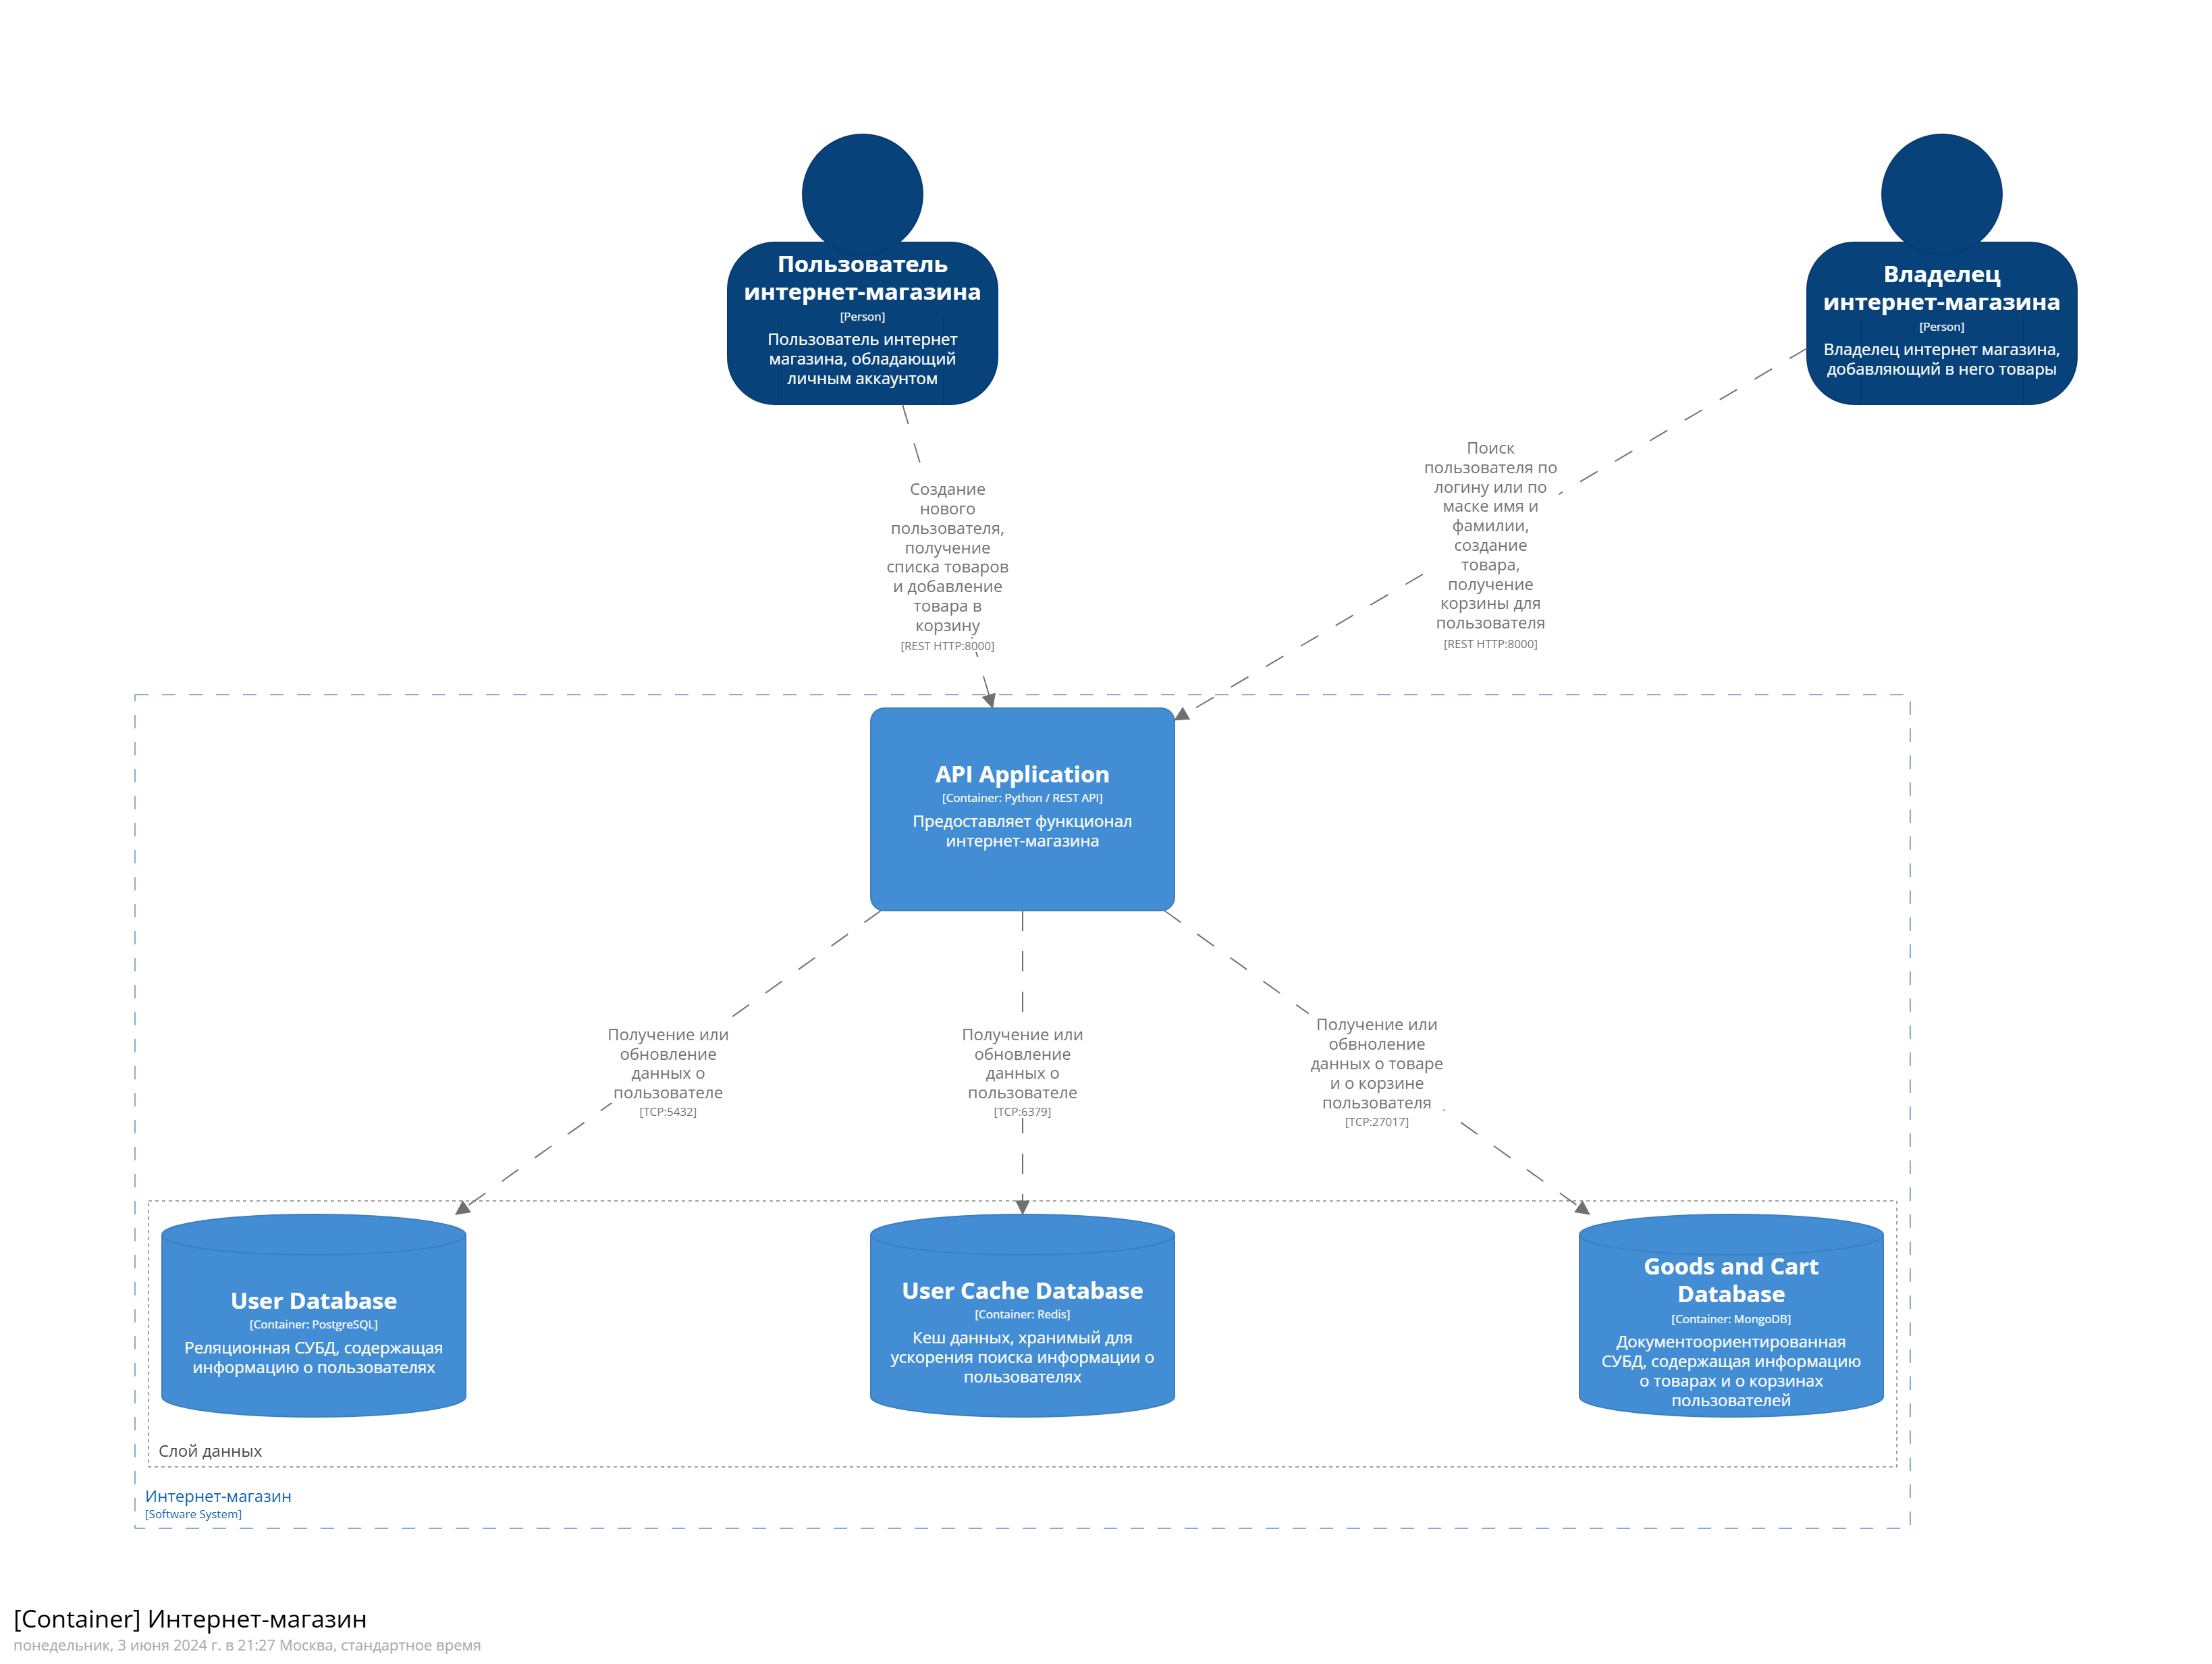 Пользователь
интернет-магазина
[Person]
Пользователь интернет
магазина, обладающий
личным аккаунтом
Владелец
интернет-магазина
[Person]
Владелец интернет магазина,
добавляющий в него товары
Создание
нового
пользователя,
получение
списка товаров
и добавление
товара в
корзину
[REST HTTP:8000]
Поиск
пользователя по
логину или по
маске имя и
фамилии,
создание
товара,
получение
корзины для
пользователя
[REST HTTP:8000]
API Application
[Container: Python / REST API]
Предоставляет функционал
интернет-магазина
Получение или
обновление
данных о
пользователе
[TCP:5432]
Получение или
обновление
данных о
пользователе
[TCP:6379]
Получение или
обвноление
данных о товаре
и о корзине
пользователя
[TCP:27017]
User Database
[Container: PostgreSQL]
Реляционная СУБД, содержащая
информацию о пользователях
User Cache Database
[Container: Redis]
Кеш данных, хранимый для
ускорения поиска информации о
пользователях
Goods and Cart
Database
[Container: MongoDB]
Документоориентированная
СУБД, содержащая информацию
о товарах и о корзинах
пользователей
Слой данных
Интернет-магазин
[Software System]
[Container] Интернет-магазин
понедельник, 3 июня 2024 г. в 21:27 Москва, стандартное время